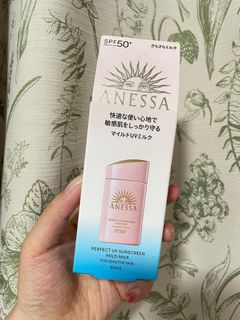 SPF50+
さらさらミルク
ANESSA
快適な使い心地で
敏感肌をしっかり守る
マイルドUVミルク
ANESSA
PERFECT UV SUNSCREEN
MILD MILK
FOR SENSITIVE SKIN
60mL